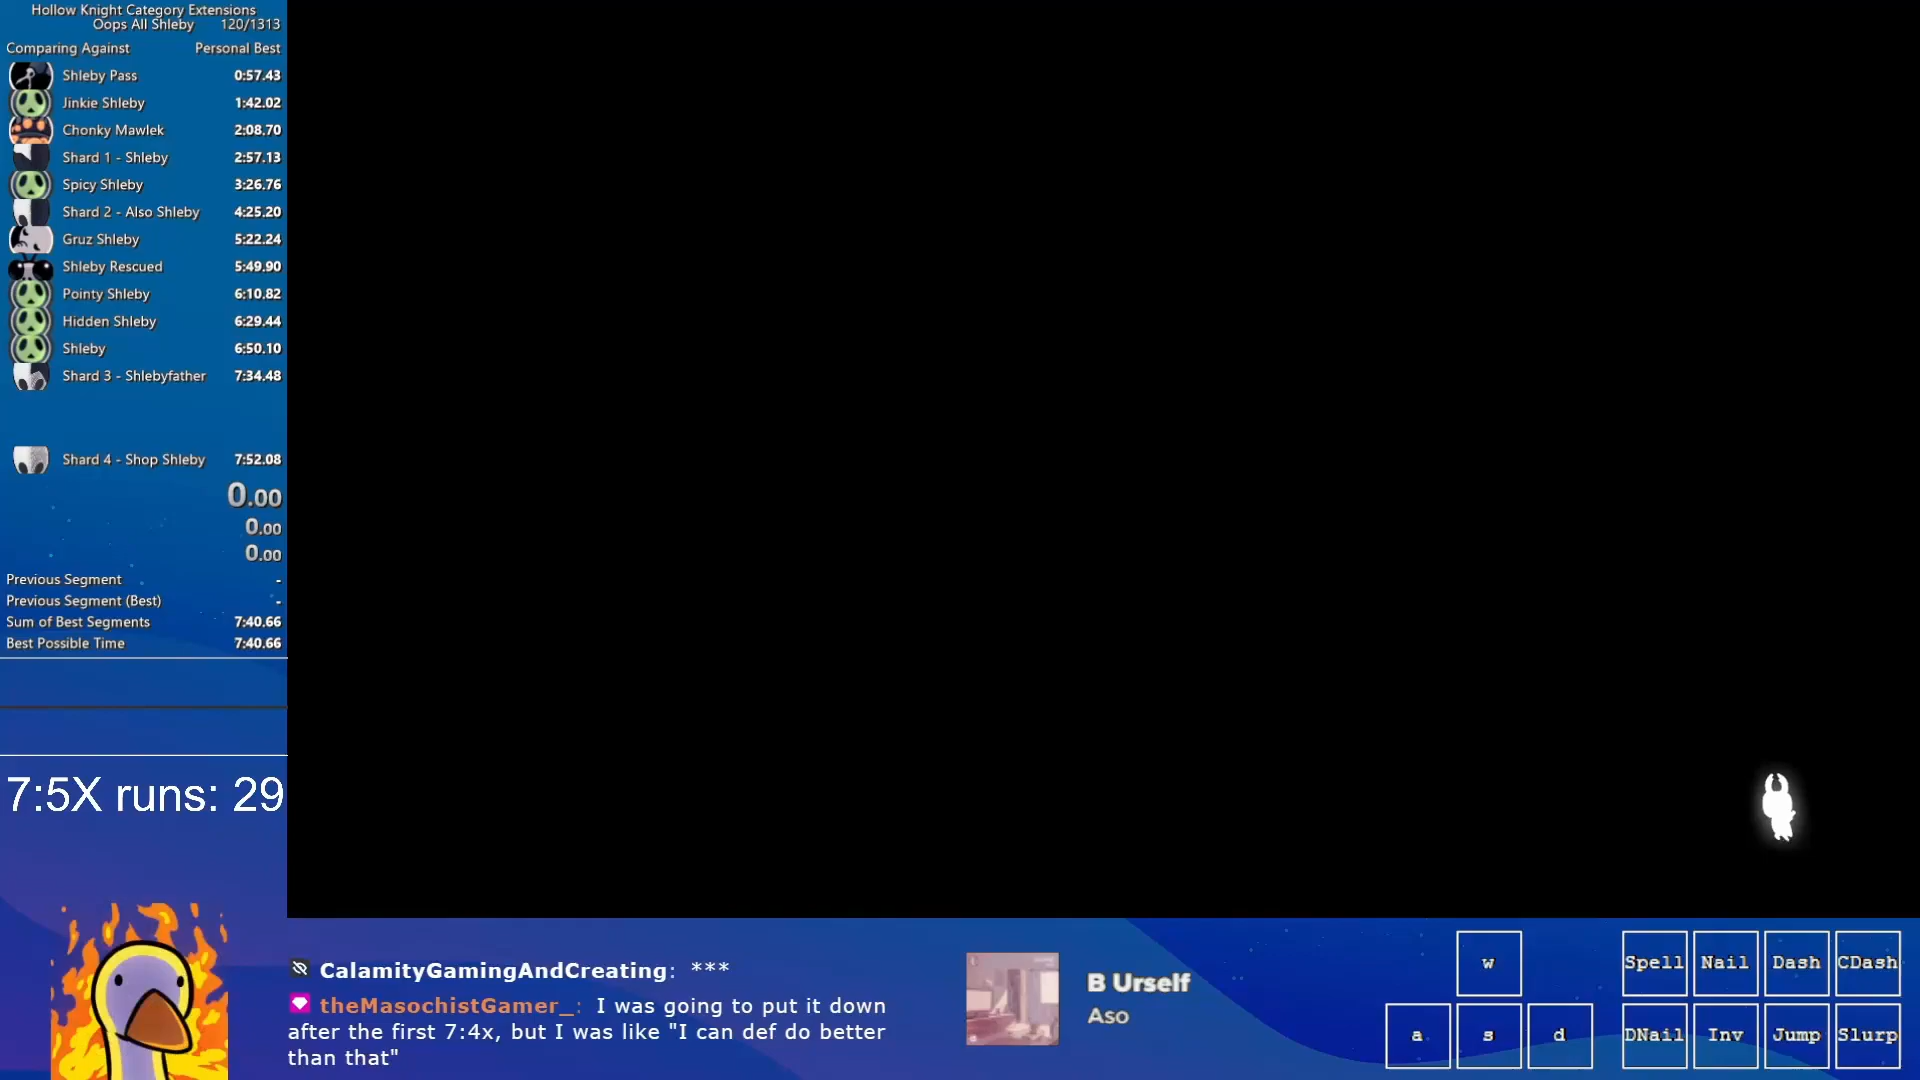 Hollow Knight Category Extensions
Oops All Shleby 120/1313
Comparing Against Personal Best
Shleby Pass 0:57.43
Jinkie Shleby 1:42.02
Chonky Mawlek 2:08.70
Shard 1 - Shleby 2:57.13
Spicy Shleby 3:26.76
Shard 2 - Also Shleby 4:25.20
Gruz Shleby 5:22.24
Shleby Rescued 5:49.90
Pointy Shleby 6:10.82
Hidden Shleby 6:29.44
Shleby 6:50.10
Shard 3 - Shlebyfather 7:34.48
Shard 4 - Shop Shleby 7:52.08
0.00
0.00
0.00
Previous Segment -
Previous Segment (Best) -
Sum of Best Segments 7:40.66
Best Possible Time 7:40.66
7:5X runs: 29
CalamityGamingAndCreating: ***
theMasochistGamer_: I was going to put it down
after the first 7:4x, but I was like "I can def do better
than that"
B Urself
Aso
w
a s d
Spell Nail Dash CDash
DNail Inv Jump Slurp